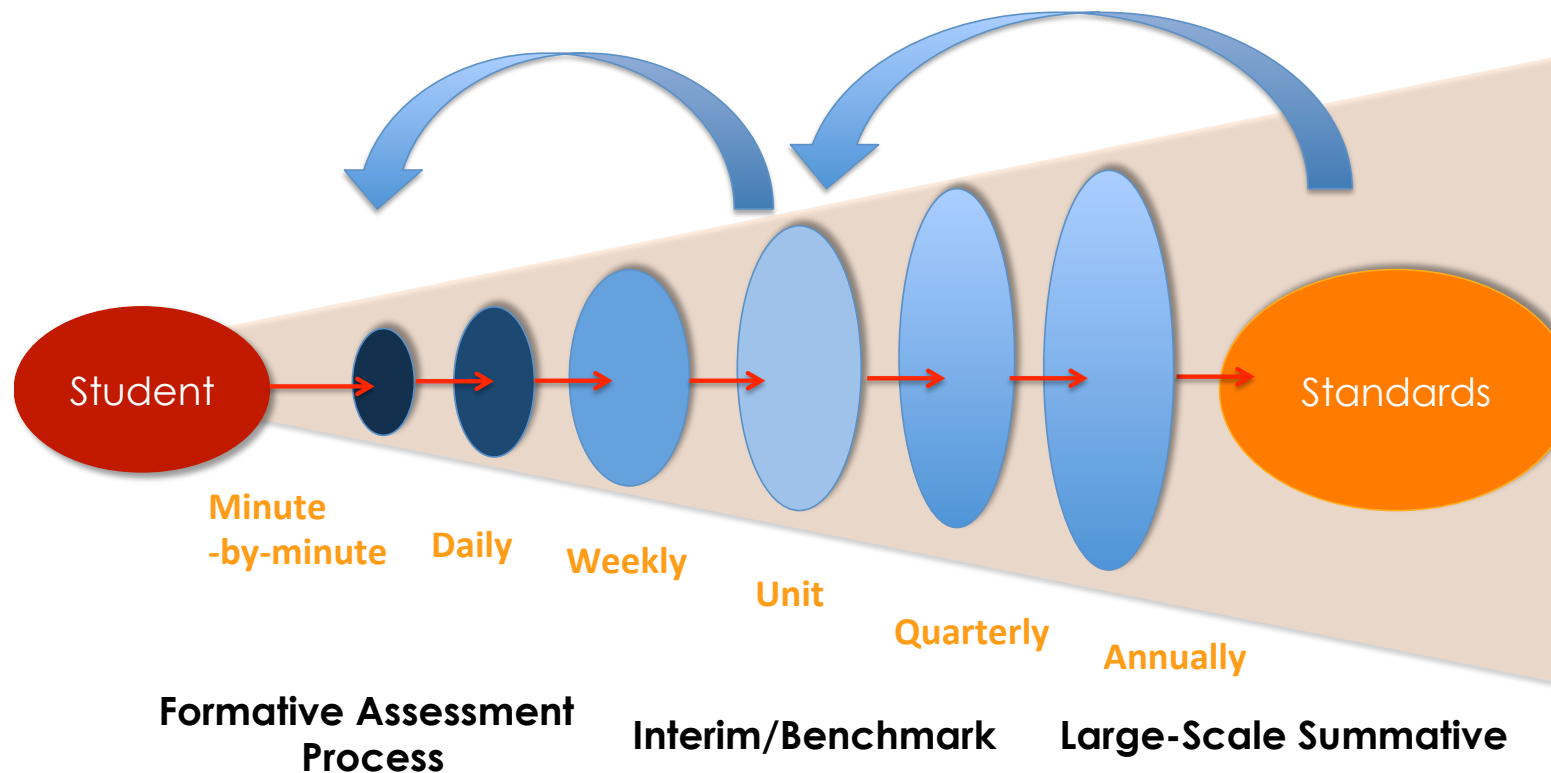 Student
Standards
Minute
-by-minute
Daily
Weekly
Unit
Quarterly
Annually
Formative Assessment
Process
Interim/Benchmark
Large-Scale Summative